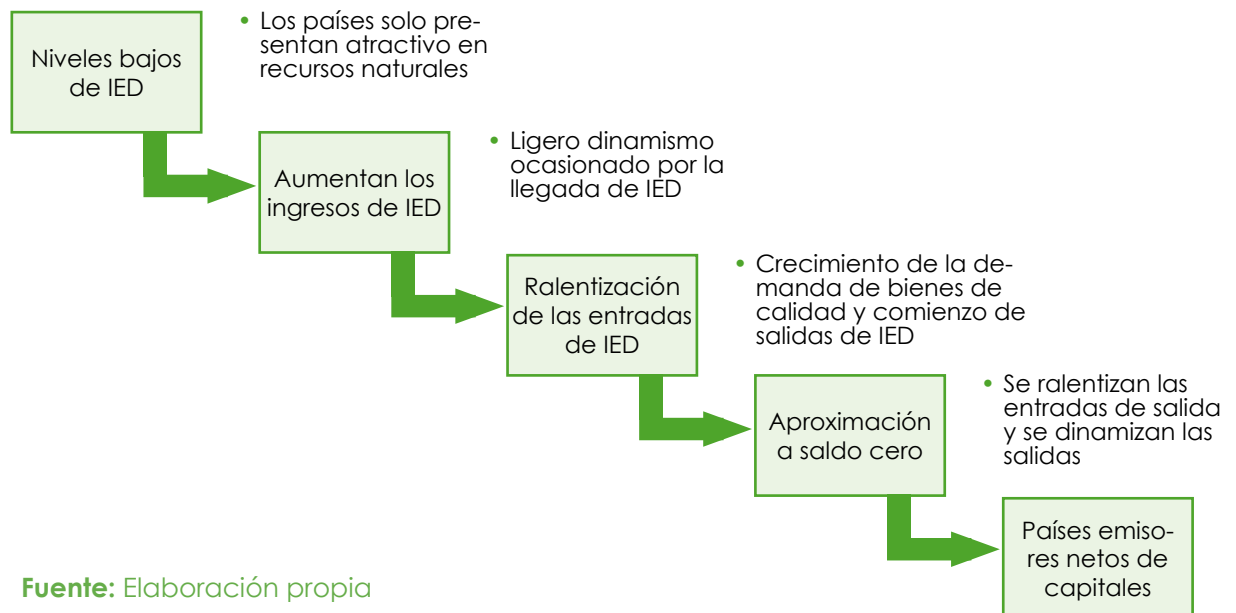 Niveles bajos
de IED
• Los países solo pre-
sentan atractivo en
recursos naturales
Aumentan los
ingresos de IED
• Ligero dinamismo
ocasionado por la
llegada de IED
Ralentización
de las entradas
de IED
• Crecimiento de la de-
manda de bienes de
calidad y comienzo de
salidas de IED
Aproximación
a saldo cero
• Se ralentizan las
entradas de salida
y se dinamizan las
salidas
Países emiso-
res netos de
capitales
Fuente: Elaboración propia